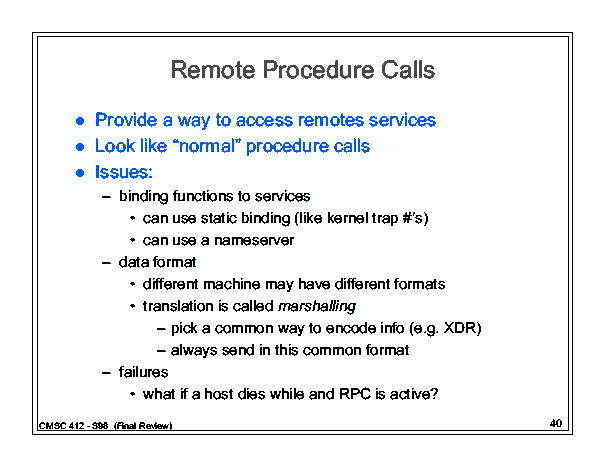 Remote Procedure Calls
● Provide a way to access remotes services
● Look like “normal” procedure calls
● Issues:
– binding functions to services
• can use static binding (like kernel trap #’s)
• can use a nameserver
– data format
• different machine may have different formats
• translation is called marshalling
– pick a common way to encode info (e.g. XDR)
– always send in this common format
– failures
• what if a host dies while and RPC is active?
CMSC 412 - S98 (Final Review)
40